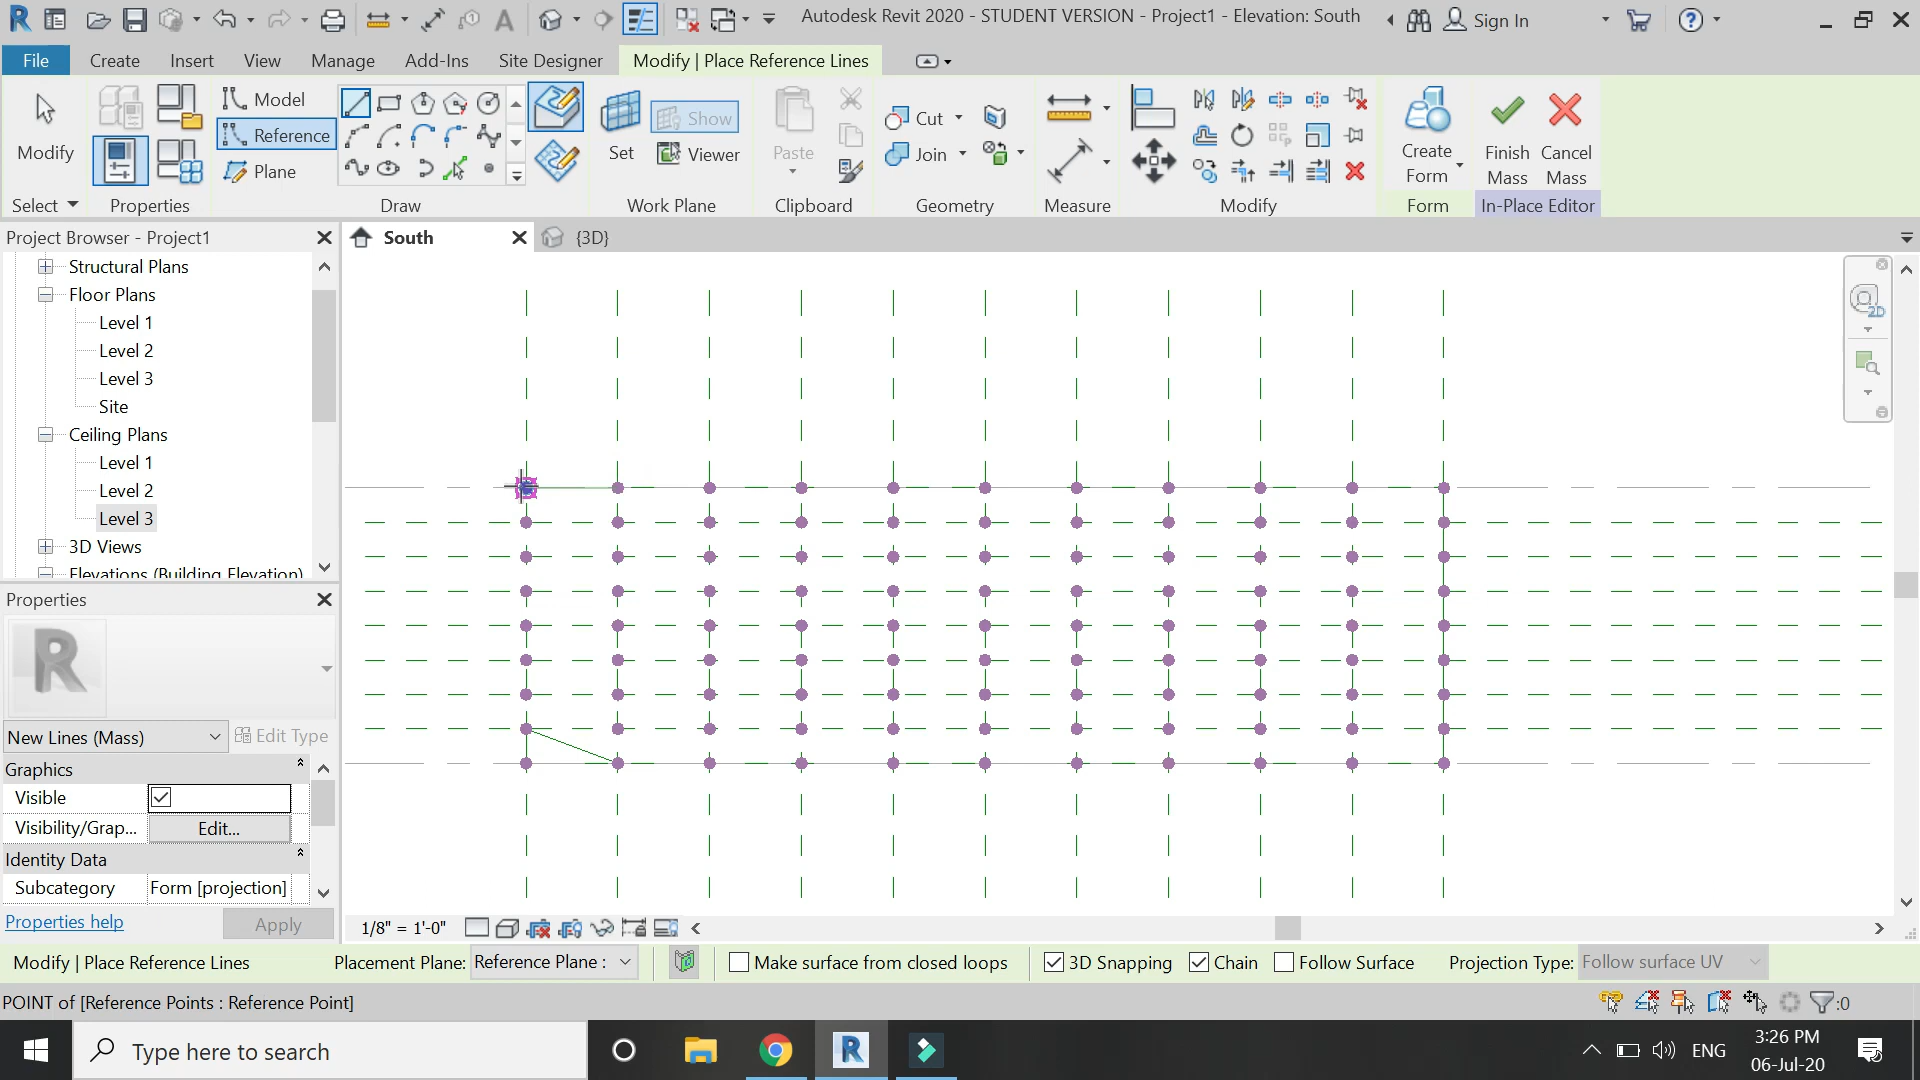 Autodesk Revit 2020 - STUDENT VERSION - Project1 - Elevation: South
Sign In
File
Create
Insert
View
Manage
Add-Ins
Site Designer
Modify | Place Reference Lines
Modify
Model
Reference
Plane
Set
Show
Viewer
Paste
Cut
Join
Create
Form
Finish
Mass
Cancel
Mass
Select
Properties
Draw
Work Plane
Clipboard
Geometry
Measure
Modify
Form
In-Place Editor
Project Browser - Project1
South
{3D}
Structural Plans
Floor Plans
Level 1
Level 2
Level 3
Site
Ceiling Plans
Level 1
Level 2
Level 3
3D Views
Elevations (Building Elevation)
2D
Properties
R
New Lines (Mass)
Edit Type
Graphics
Visible
Visibility/Grap...
Edit...
Identity Data
Subcategory
Form [projection]
Properties help
Apply
1/8" = 1'-0"
Modify | Place Reference Lines
Placement Plane:
Reference Plane :
Make surface from closed loops
3D Snapping
Chain
Follow Surface
Projection Type:
Follow surface UV
POINT of [Reference Points : Reference Point]
:0
Type here to search
ENG
3:26 PM
06-Jul-20